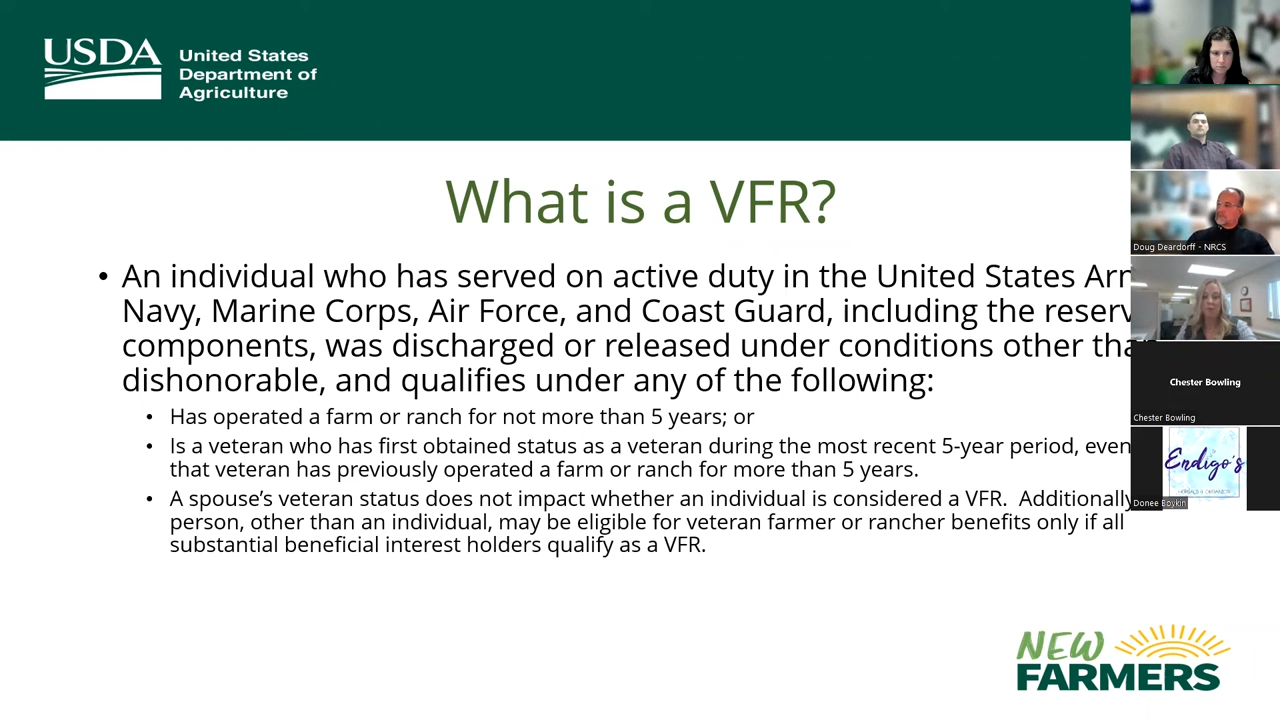 USDA
United States
Department of
Agriculture
What is a VFR?
• An individual who has served on active duty in the United States
Navy, Marine Corps, Air Force, and Coast Guard, including the reserv
components, was discharged or released under conditions other than
dishonorable, and qualifies under any of the following:
• Has operated a farm or ranch for not more than 5 years; or
• Is a veteran who has first obtained status as a veteran during the most recent 5-year period, even
that veteran has previously operated a farm or ranch for more than 5 years.
• A spouse’s veteran status does not impact whether an individual is considered a VFR. Additionally
person, other than an individual, may be eligible for veteran farmer or rancher benefits only if all
substantial beneficial interest holders qualify as a VFR.
NEW
FARMERS
Doug Deardorff - NRCS
Chester Bowling
Chester Bowling
Endigo's
Donee Boykin